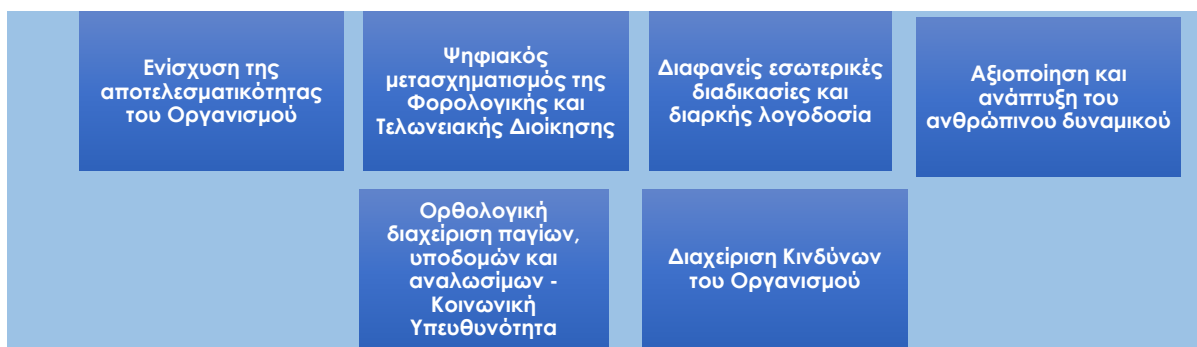 Ενίσχυση της
αποτελεσματικότητας
του Οργανισμού
Ψηφιακός
μετασχηματισμός της
Φορολογικής και
Τελωνειακής Διοίκησης
Διαφανείς εσωτερικές
διαδικασίες και
διαρκής λογοδοσία
Αξιοποίηση και
ανάπτυξη του
ανθρώπινου δυναμικού
Ορθολογική
διαχείριση παγίων,
υποδομών και
αναλωσίμων -
Κοινωνική
Υπευθυνότητα
Διαχείριση Κινδύνων
του Οργανισμού